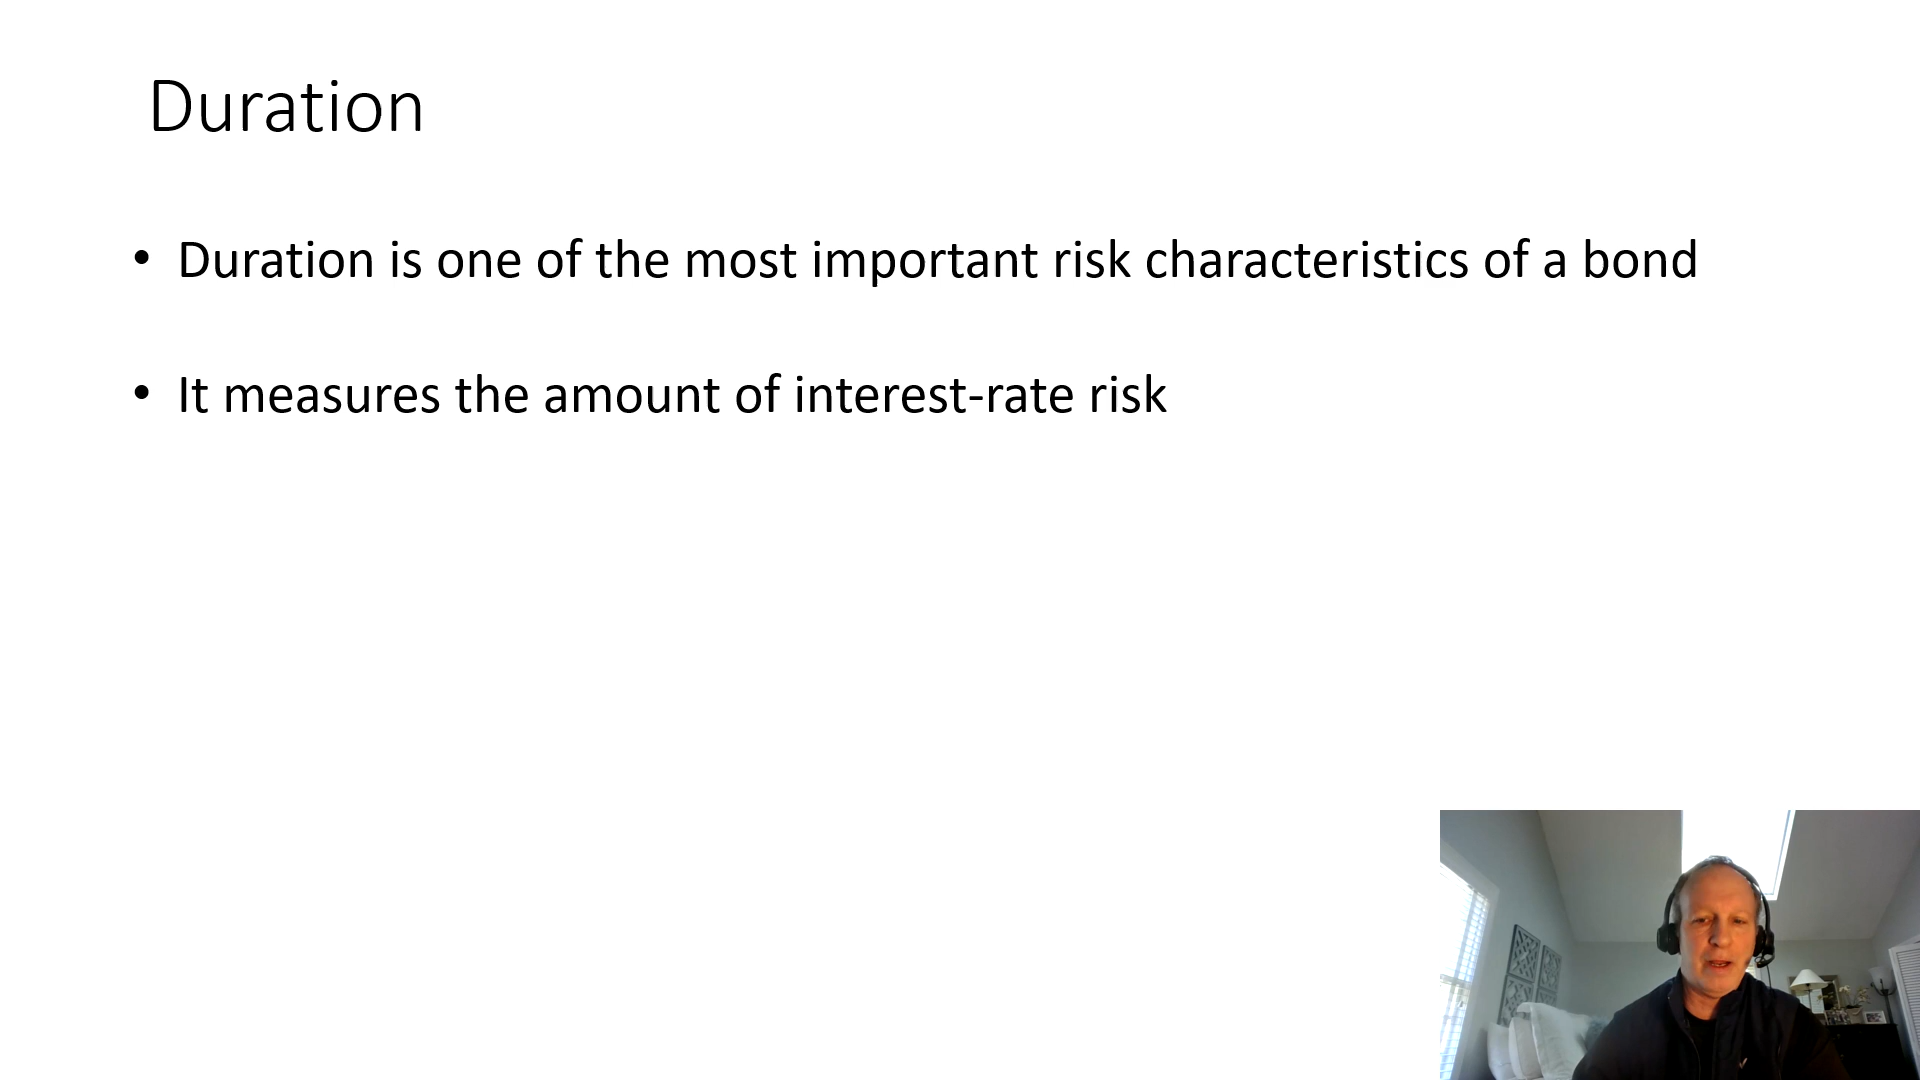 Duration
• Duration is one of the most important risk characteristics of a bond
• It measures the amount of interest-rate risk